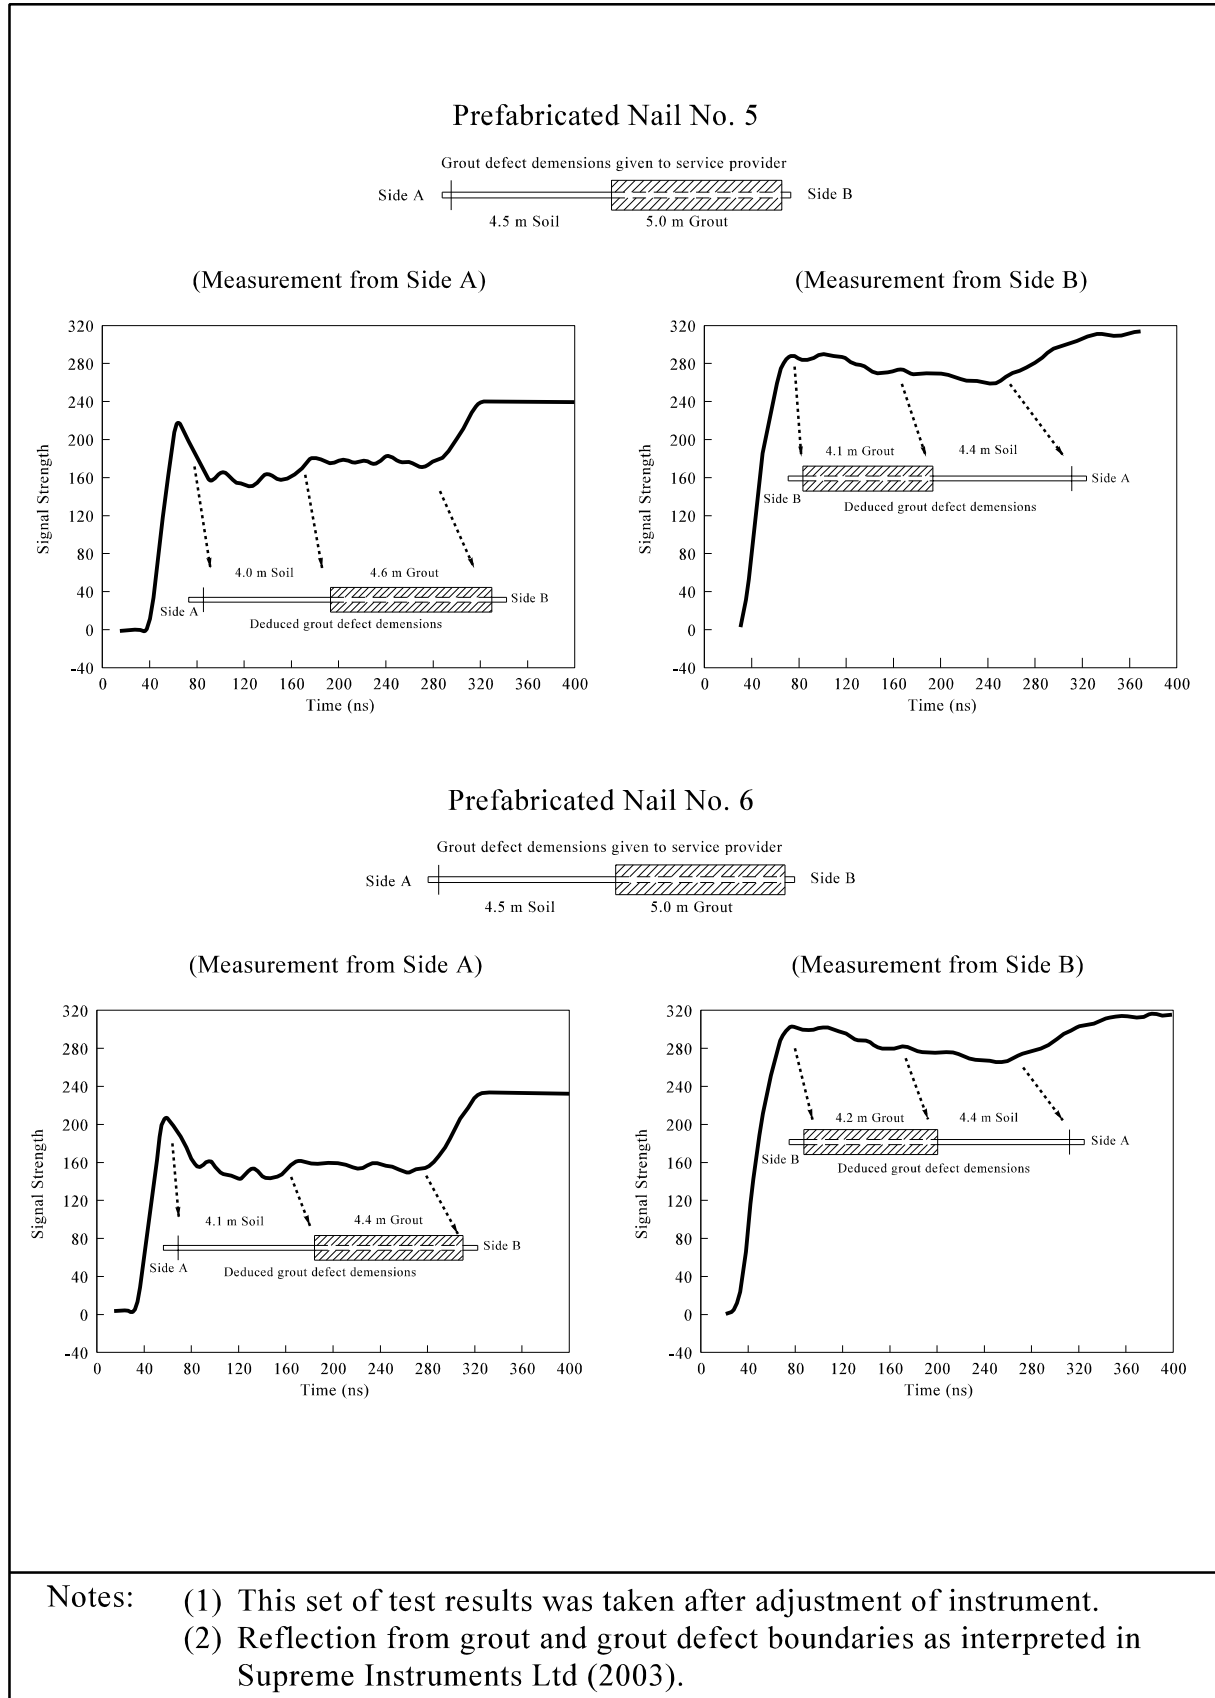 Prefabricated Nail No. 5
Grout defect demensions given to service provider
Side A
Side B
4.5 m Soil
5.0 m Grout
(Measurement from Side A)
320
280
240
200
160
120
80
40
0
-40
Signal Strength
4.0 m Soil
4.6 m Grout
Side A
Side B
Deduced grout defect demensions
0 40 80 120 160 200 240 280 320 360 400
Time (ns)
(Measurement from Side B)
320
280
240
200
160
120
80
40
0
-40
Signal Strength
4.1 m Grout
4.4 m Soil
Side B
Side A
Deduced grout defect demensions
0 40 80 120 160 200 240 280 320 360 400
Time (ns)
Prefabricated Nail No. 6
Grout defect demensions given to service provider
Side A
Side B
4.5 m Soil
5.0 m Grout
(Measurement from Side A)
320
280
240
200
160
120
80
40
0
-40
Signal Strength
4.1 m Soil
4.4 m Grout
Side A
Side B
Deduced grout defect demensions
0 40 80 120 160 200 240 280 320 360 400
Time (ns)
(Measurement from Side B)
320
280
240
200
160
120
80
40
0
-40
Signal Strength
4.2 m Grout
4.4 m Soil
Side B
Side A
Deduced grout defect demensions
0 40 80 120 160 200 240 280 320 360 400
Time (ns)
Notes: (1) This set of test results was taken after adjustment of instrument.
(2) Reflection from grout and grout defect boundaries as interpreted in
Supreme Instruments Ltd (2003).